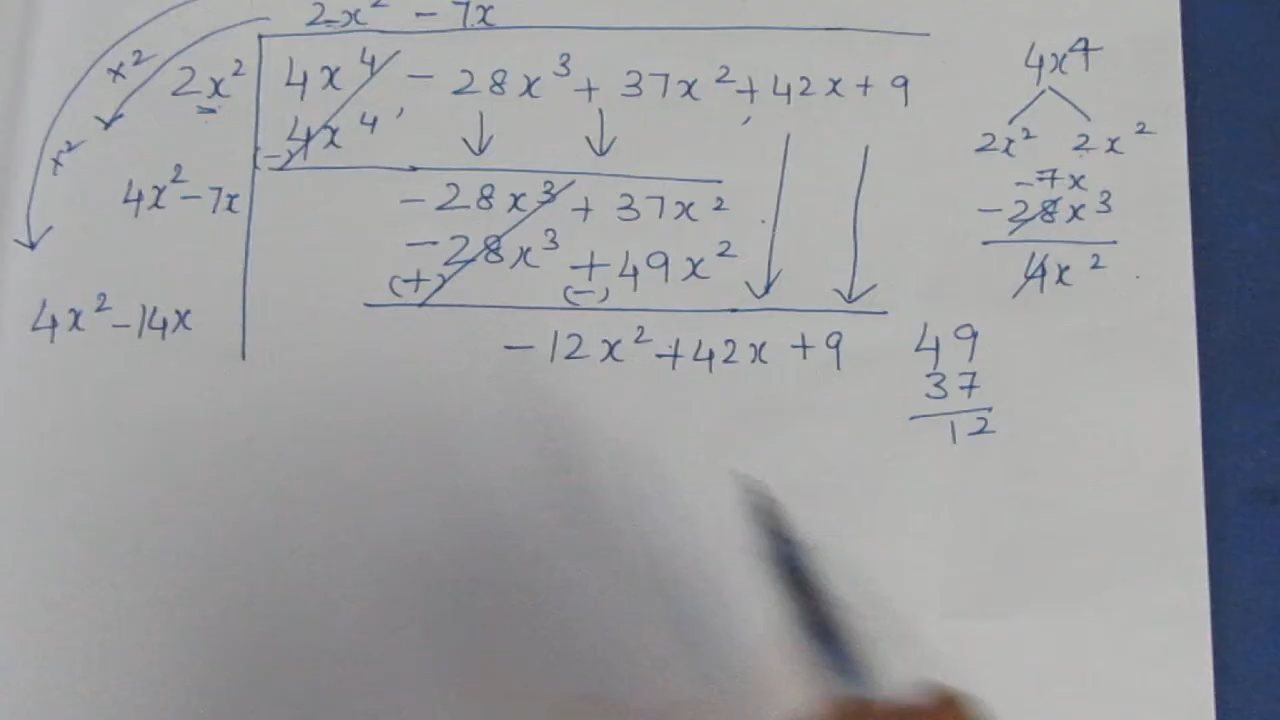 2x² - 7x
x² 2x² 4x⁴ - 28x³ + 37x² + 42x + 9
4x⁴
(-)
x²
4x² - 7x - 28x³ + 37x²
- 28x³ + 49x²
(+) (-)
4x² - 14x
- 12x² + 42x + 9
4x⁴
2x² 2x²
- 7x
- 28x³
4x²
49
37
12